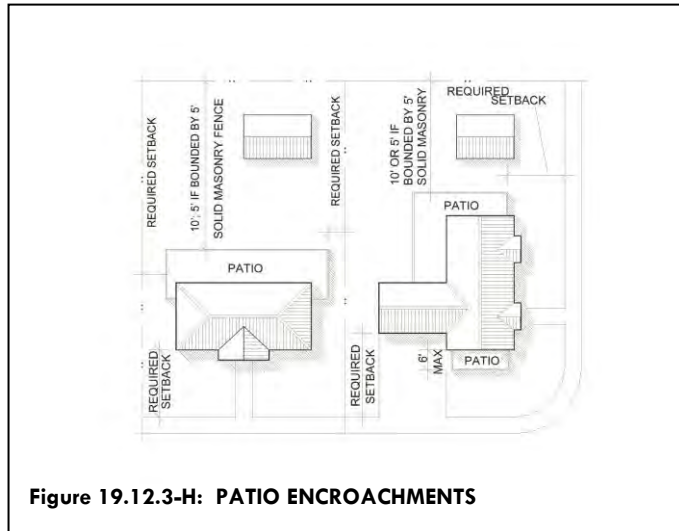 REQUIRED SETBACK
10'; 5' IF BOUNDED BY 5'
SOLID MASONRY FENCE
REQUIRED SETBACK
10' OR 5' IF
BOUNDED BY 5'
SOLID MASONRY
REQUIRED
SETBACK
PATIO
PATIO
REQUIRED
SETBACK
REQUIRED
SETBACK
6'
MAX
PATIO
Figure 19.12.3-H: PATIO ENCROACHMENTS